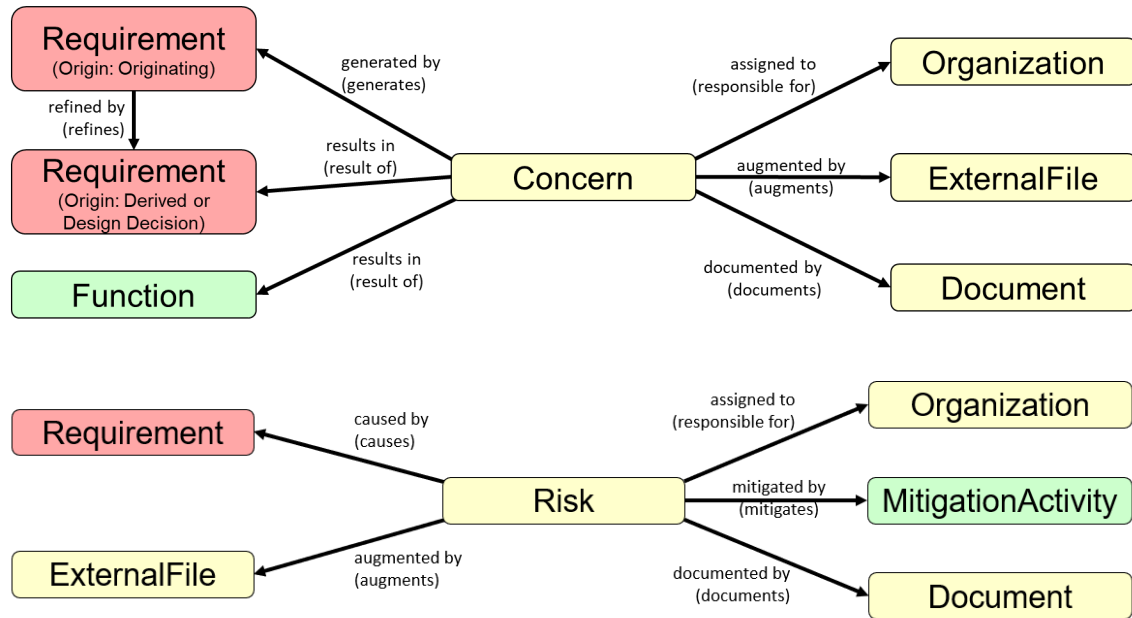 Requirement
(Origin: Originating)
refined by
(refines)
Requirement
(Origin: Derived or
Design Decision)
Function
generated by
(generates)
results in
(result of)
results in
(result of)
Concern
assigned to
(responsible for)
augmented by
(augments)
documented by
(documents)
Organization
ExternalFile
Document
Requirement
ExternalFile
caused by
(causes)
augmented by
(augments)
Risk
assigned to
(responsible for)
mitigated by
(mitigates)
documented by
(documents)
Organization
MitigationActivity
Document